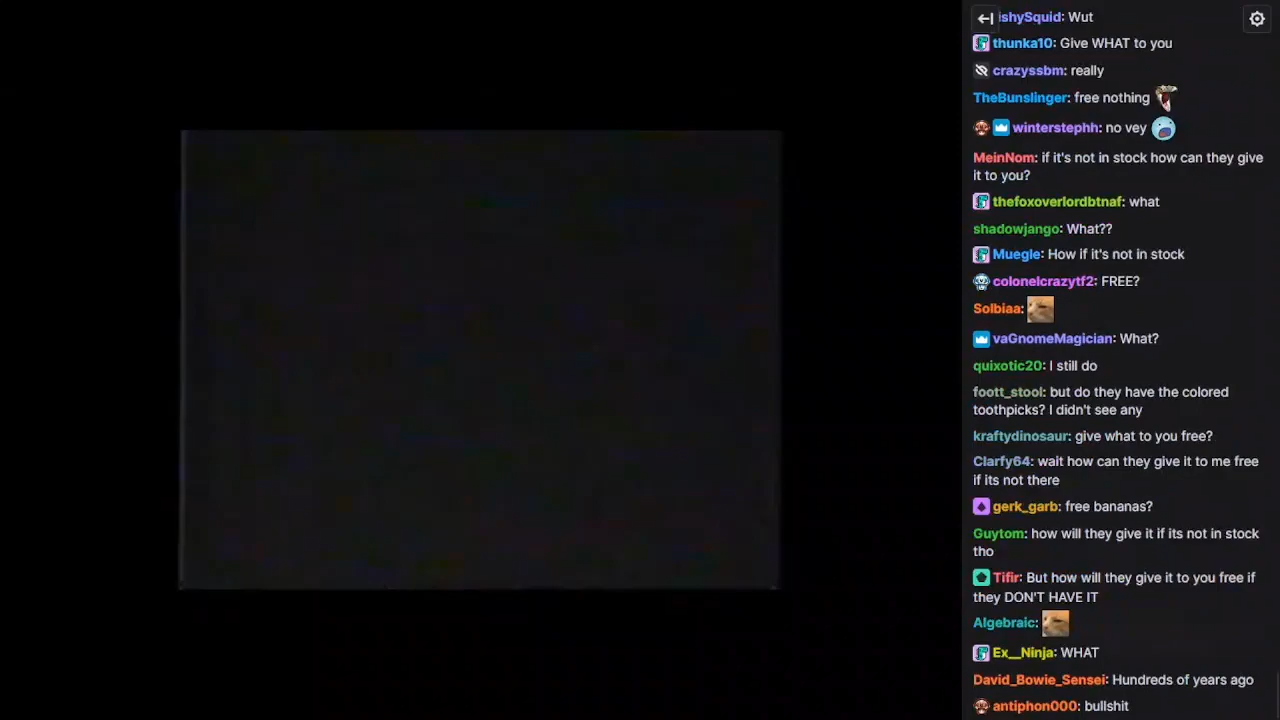 ishySquid: Wut
thunka10: Give WHAT to you
crazyssbm: really
TheBunslinger: free nothing
winterstephh: no vey
MeinNom: if it's not in stock how can they give
it to you?
thefoxoverlordbtnaf: what
shadowjango: What??
Muegle: How if it's not in stock
colonelcrazytf2: FREE?
Solbiaa:
vaGnomeMagician: What?
quixotic20: I still do
foott_stool: but do they have the colored
toothpicks? I didn't see any
kraftydinosaur: give what to you free?
Clarfy64: wait how can they give it to me free
if its not there
gerk_garb: free bananas?
Guytom: how will they give it if its not in stock
tho
Tifir: But how will they give it to you free if
they DON'T HAVE IT
Algebraic:
Ex__Ninja: WHAT
David_Bowie_Sensei: Hundreds of years ago
antiphon000: bullshit